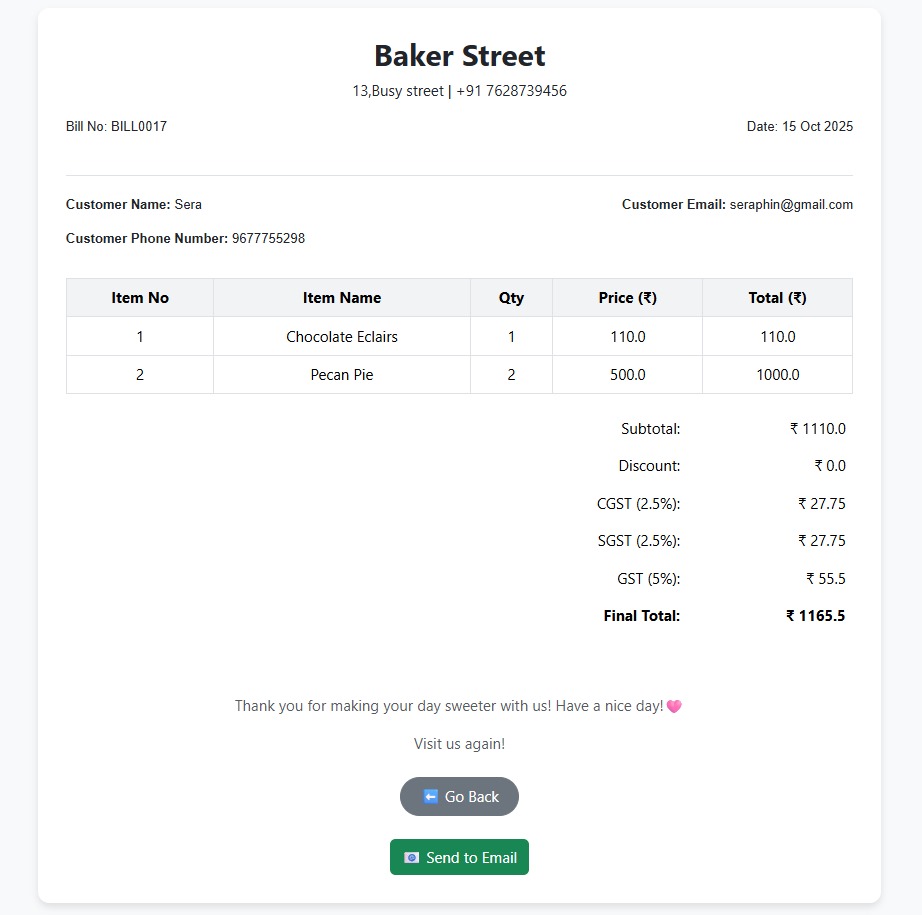 Baker Street
13,Busy street | +91 7628739456
Bill No: BILL0017 Date: 15 Oct 2025
Customer Name: Sera Customer Email: seraphin@gmail.com
Customer Phone Number: 9677755298
Item No Item Name Qty Price (₹) Total (₹)
1 Chocolate Eclairs 1 110.0 110.0
2 Pecan Pie 2 500.0 1000.0
Subtotal: ₹ 1110.0
Discount: ₹ 0.0
CGST (2.5%): ₹ 27.75
SGST (2.5%): ₹ 27.75
GST (5%): ₹ 55.5
Final Total: ₹ 1165.5
Thank you for making your day sweeter with us! Have a nice day!🩷
Visit us again!
⬅️ Go Back
📧 Send to Email